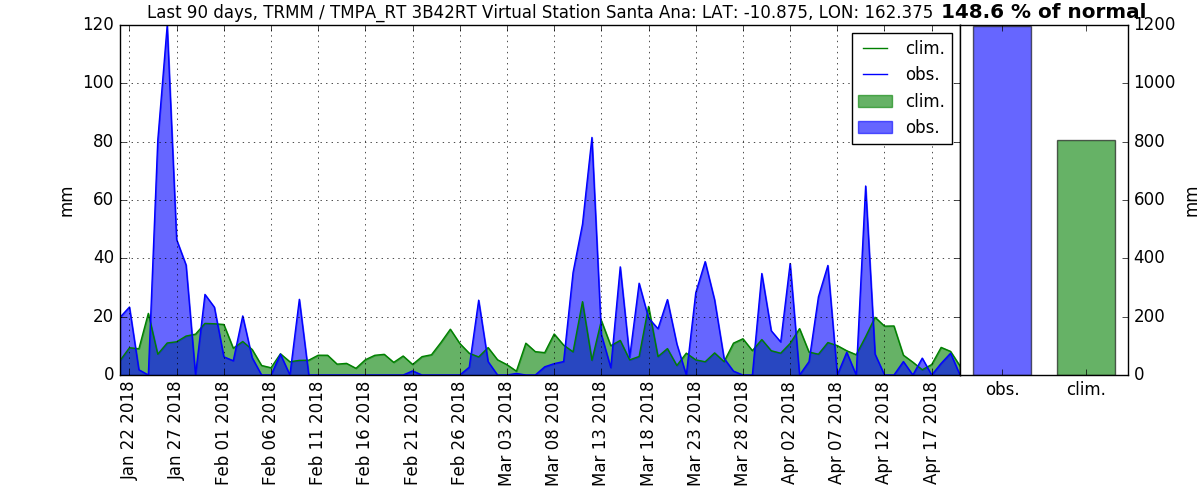 Last 90 days, TRMM / TMPA_RT 3B42RT Virtual Station Santa Ana: LAT: -10.875, LON: 162.375 148.6 % of normal
120
100
80
60
40
20
0
mm
clim.
obs.
clim.
obs.
1200
1000
800
600
400
200
0
mm
obs.
clim.
Jan 22 2018
Jan 27 2018
Feb 01 2018
Feb 06 2018
Feb 11 2018
Feb 16 2018
Feb 21 2018
Feb 26 2018
Mar 03 2018
Mar 08 2018
Mar 13 2018
Mar 18 2018
Mar 23 2018
Mar 28 2018
Apr 02 2018
Apr 07 2018
Apr 12 2018
Apr 17 2018